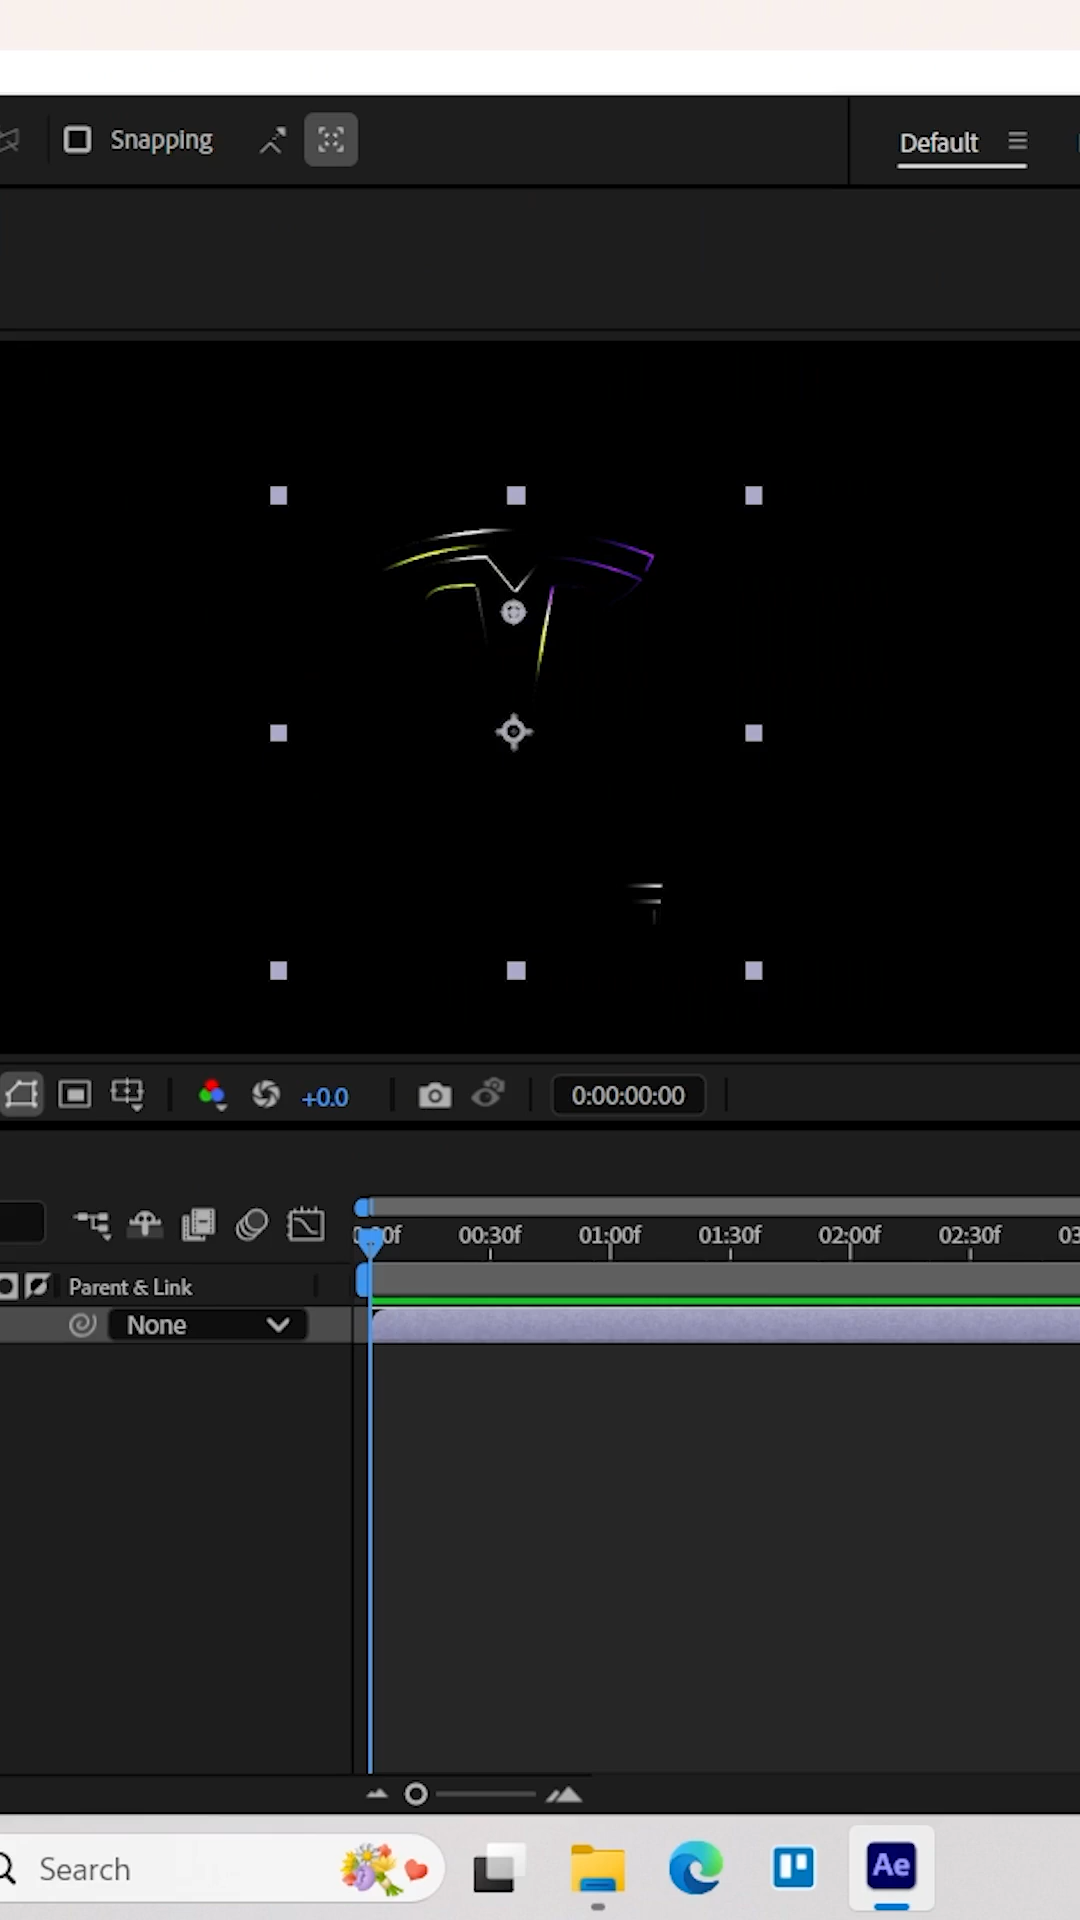 Snapping
Default
+0.0
0:00:00:00
00:30f
01:00f
01:30f
02:00f
02:30f
Parent & Link
None
Search
Ae